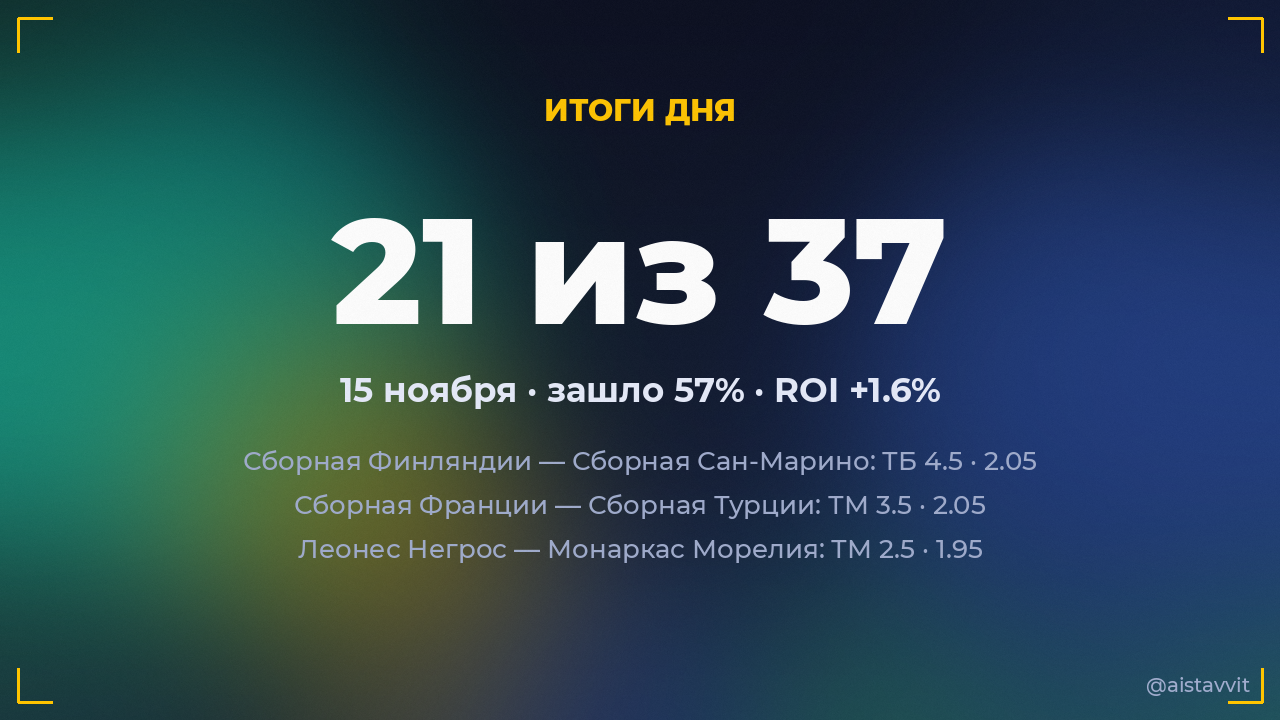 ИТОГИ ДНЯ
21 из 37
15 ноября · зашло 57% · ROI +1.6%
Сборная Финляндии — Сборная Сан-Марино: ТБ 4.5 · 2.05
Сборная Франции — Сборная Турции: ТМ 3.5 · 2.05
Леонес Негрос — Монаркас Морелия: ТМ 2.5 · 1.95
@aistavvit